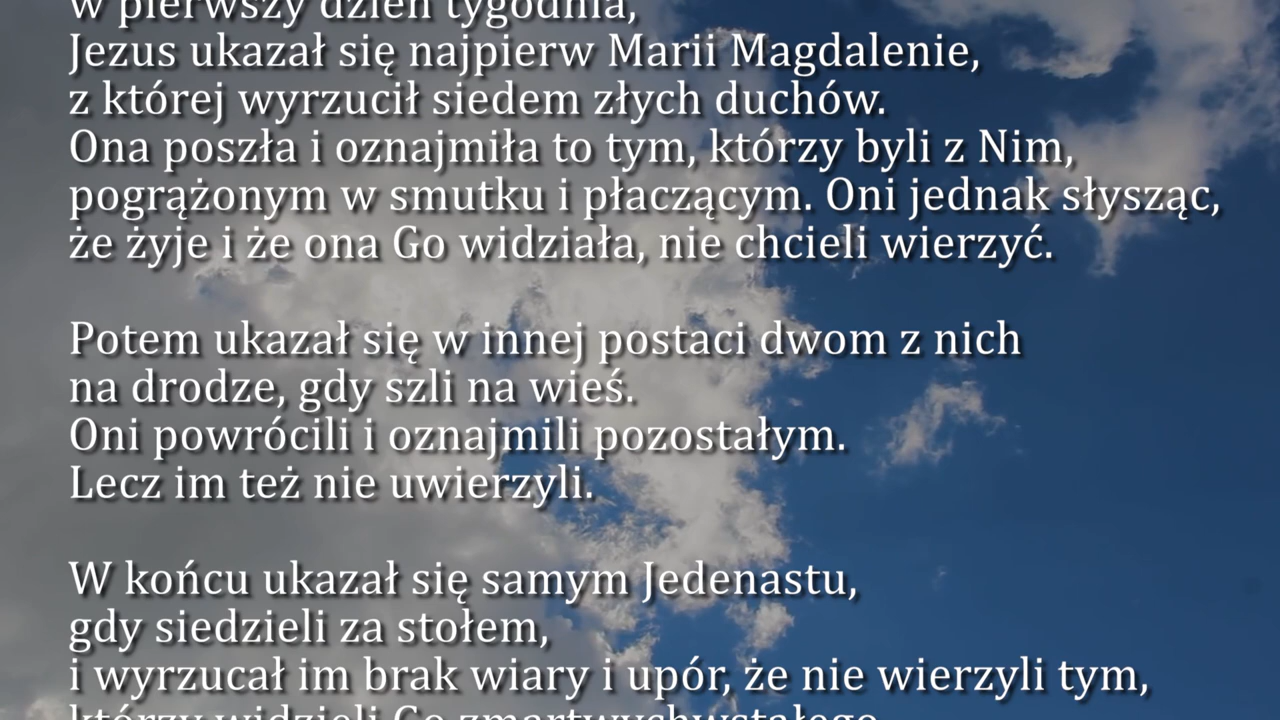 w pierwszy dzień tygodnia,
Jezus ukazał się najpierw Marii Magdalenie,
z której wyrzucił siedem złych duchów.
Ona poszła i oznajmiła to tym, którzy byli z Nim,
pogrążonym w smutku i płaczącym. Oni jednak słysząc,
że żyje i że ona Go widziała, nie chcieli wierzyć.
Potem ukazał się w innej postaci dwom z nich
na drodze, gdy szli na wieś.
Oni powrócili i oznajmili pozostałym.
Lecz im też nie uwierzyli.
W końcu ukazał się samym Jedenastu,
gdy siedzieli za stołem,
i wyrzucał im brak wiary i upór, że nie wierzyli tym,
którzy widzieli Go zmartwychwstałego